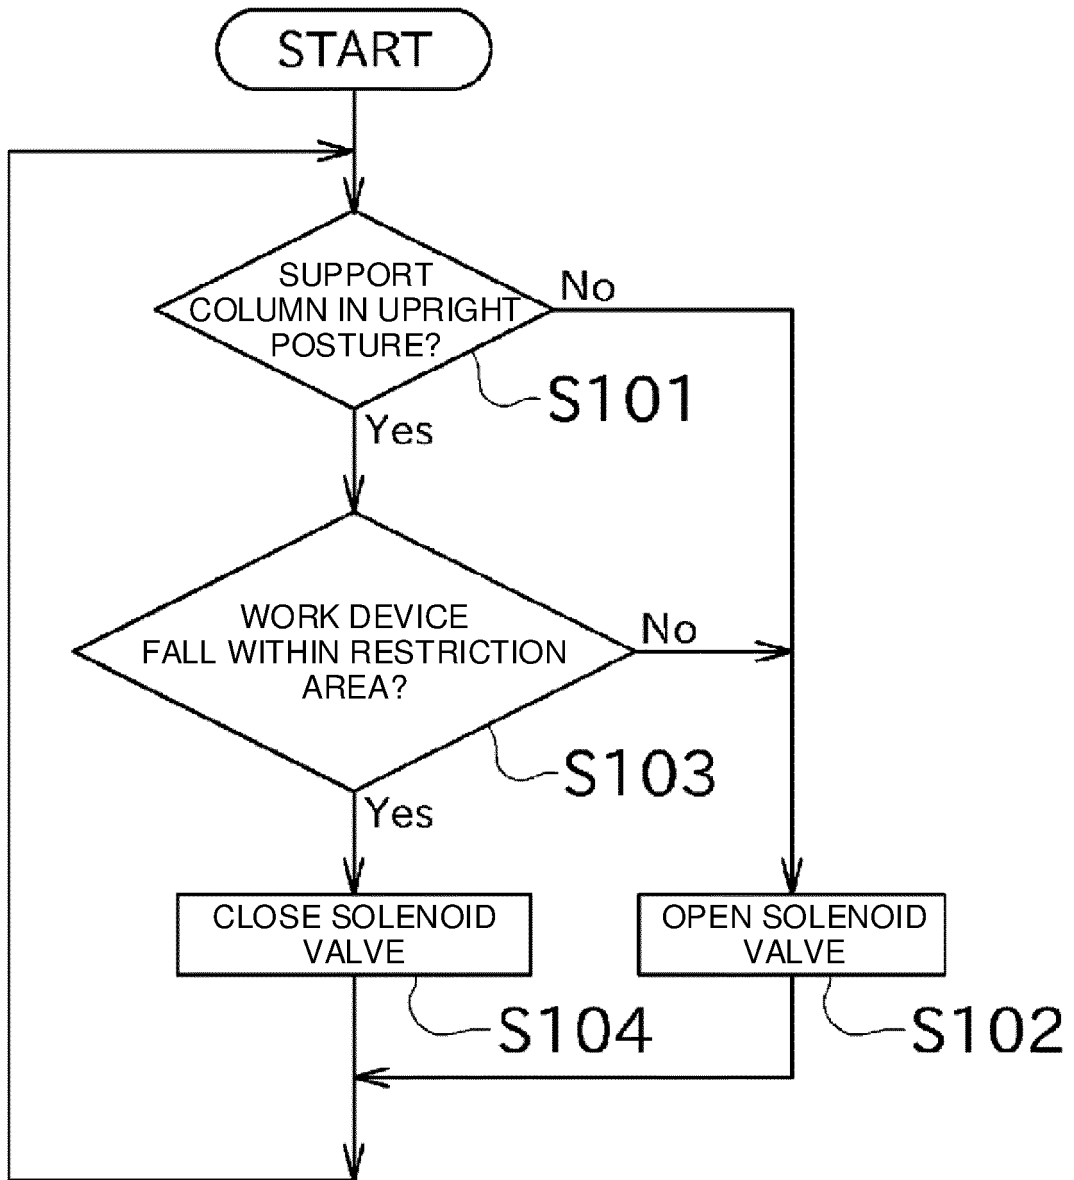 START
SUPPORT
COLUMN IN UPRIGHT
POSTURE?
No
S101
Yes
WORK DEVICE
FALL WITHIN RESTRICTION
AREA?
No
S103
Yes
CLOSE SOLENOID
VALVE
OPEN SOLENOID
VALVE
S104
S102